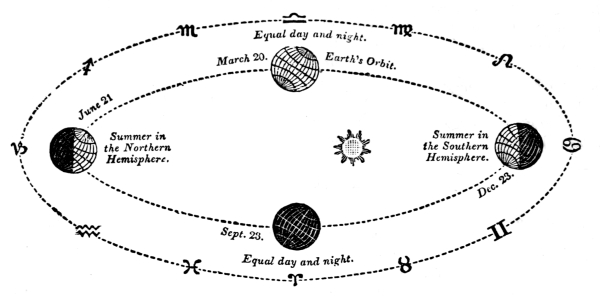 ♎
♏
♍
Equal day and night.
March 20.
Earth's Orbit.
♐
♌
June 21
♑
Summer in
the Northern
Hemisphere.
Summer in
the Southern
Hemisphere.
♋
Dec. 23.
♒
Sept. 23.
♊
Equal day and night.
♓
♈
♉